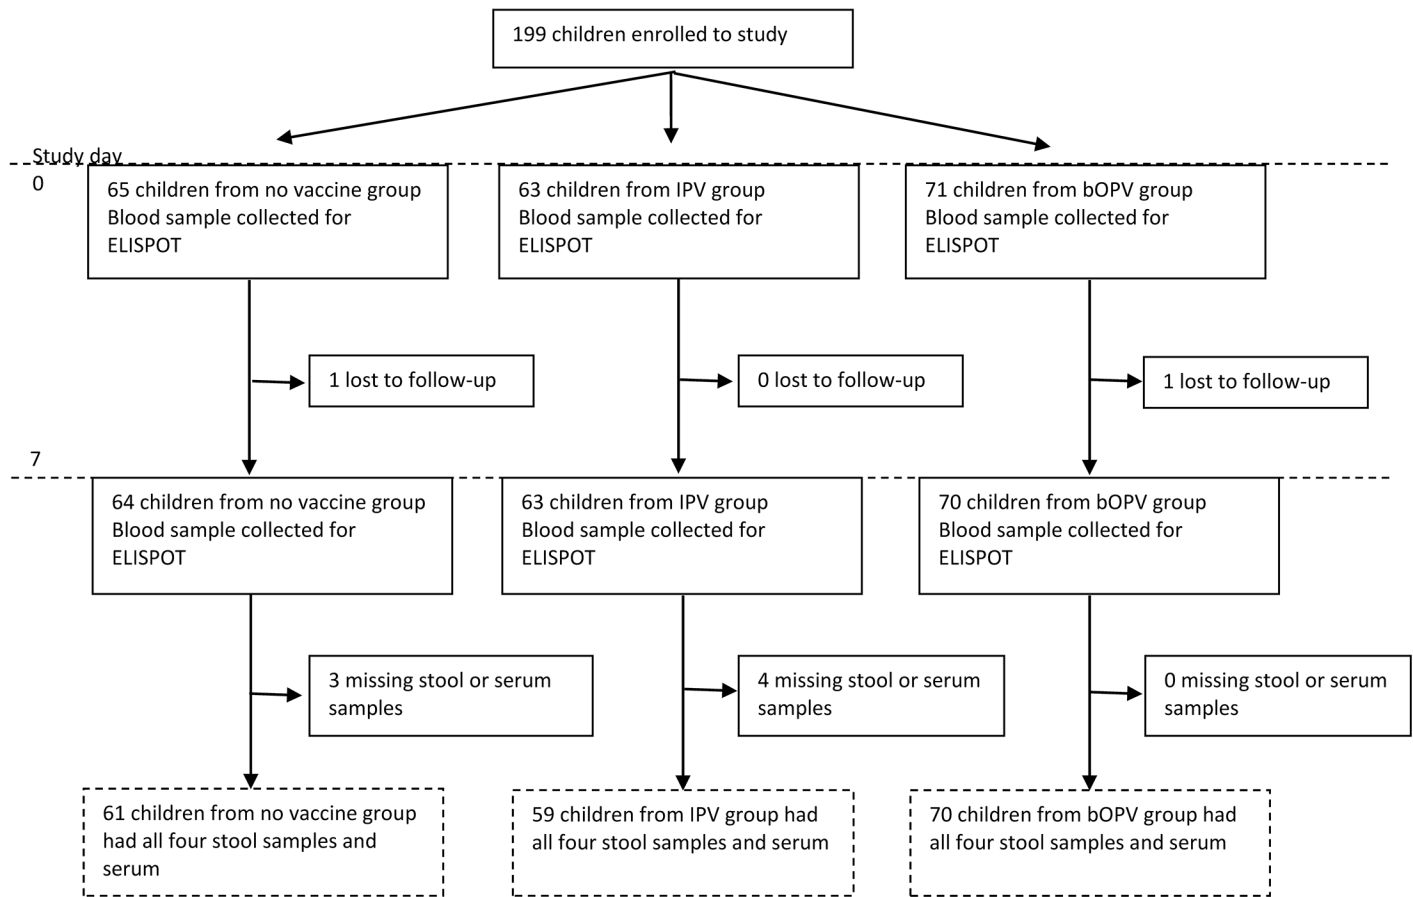 199 children enrolled to study
Study day
0
65 children from no vaccine group
Blood sample collected for
ELISPOT
63 children from IPV group
Blood sample collected for
ELISPOT
71 children from bOPV group
Blood sample collected for
ELISPOT
1 lost to follow-up
0 lost to follow-up
1 lost to follow-up
7
64 children from no vaccine group
Blood sample collected for
ELISPOT
63 children from IPV group
Blood sample collected for
ELISPOT
70 children from bOPV group
Blood sample collected for
ELISPOT
3 missing stool or serum
samples
4 missing stool or serum
samples
0 missing stool or serum
samples
61 children from no vaccine group
had all four stool samples and
serum
59 children from IPV group had
all four stool samples and serum
70 children from bOPV group had
all four stool samples and serum